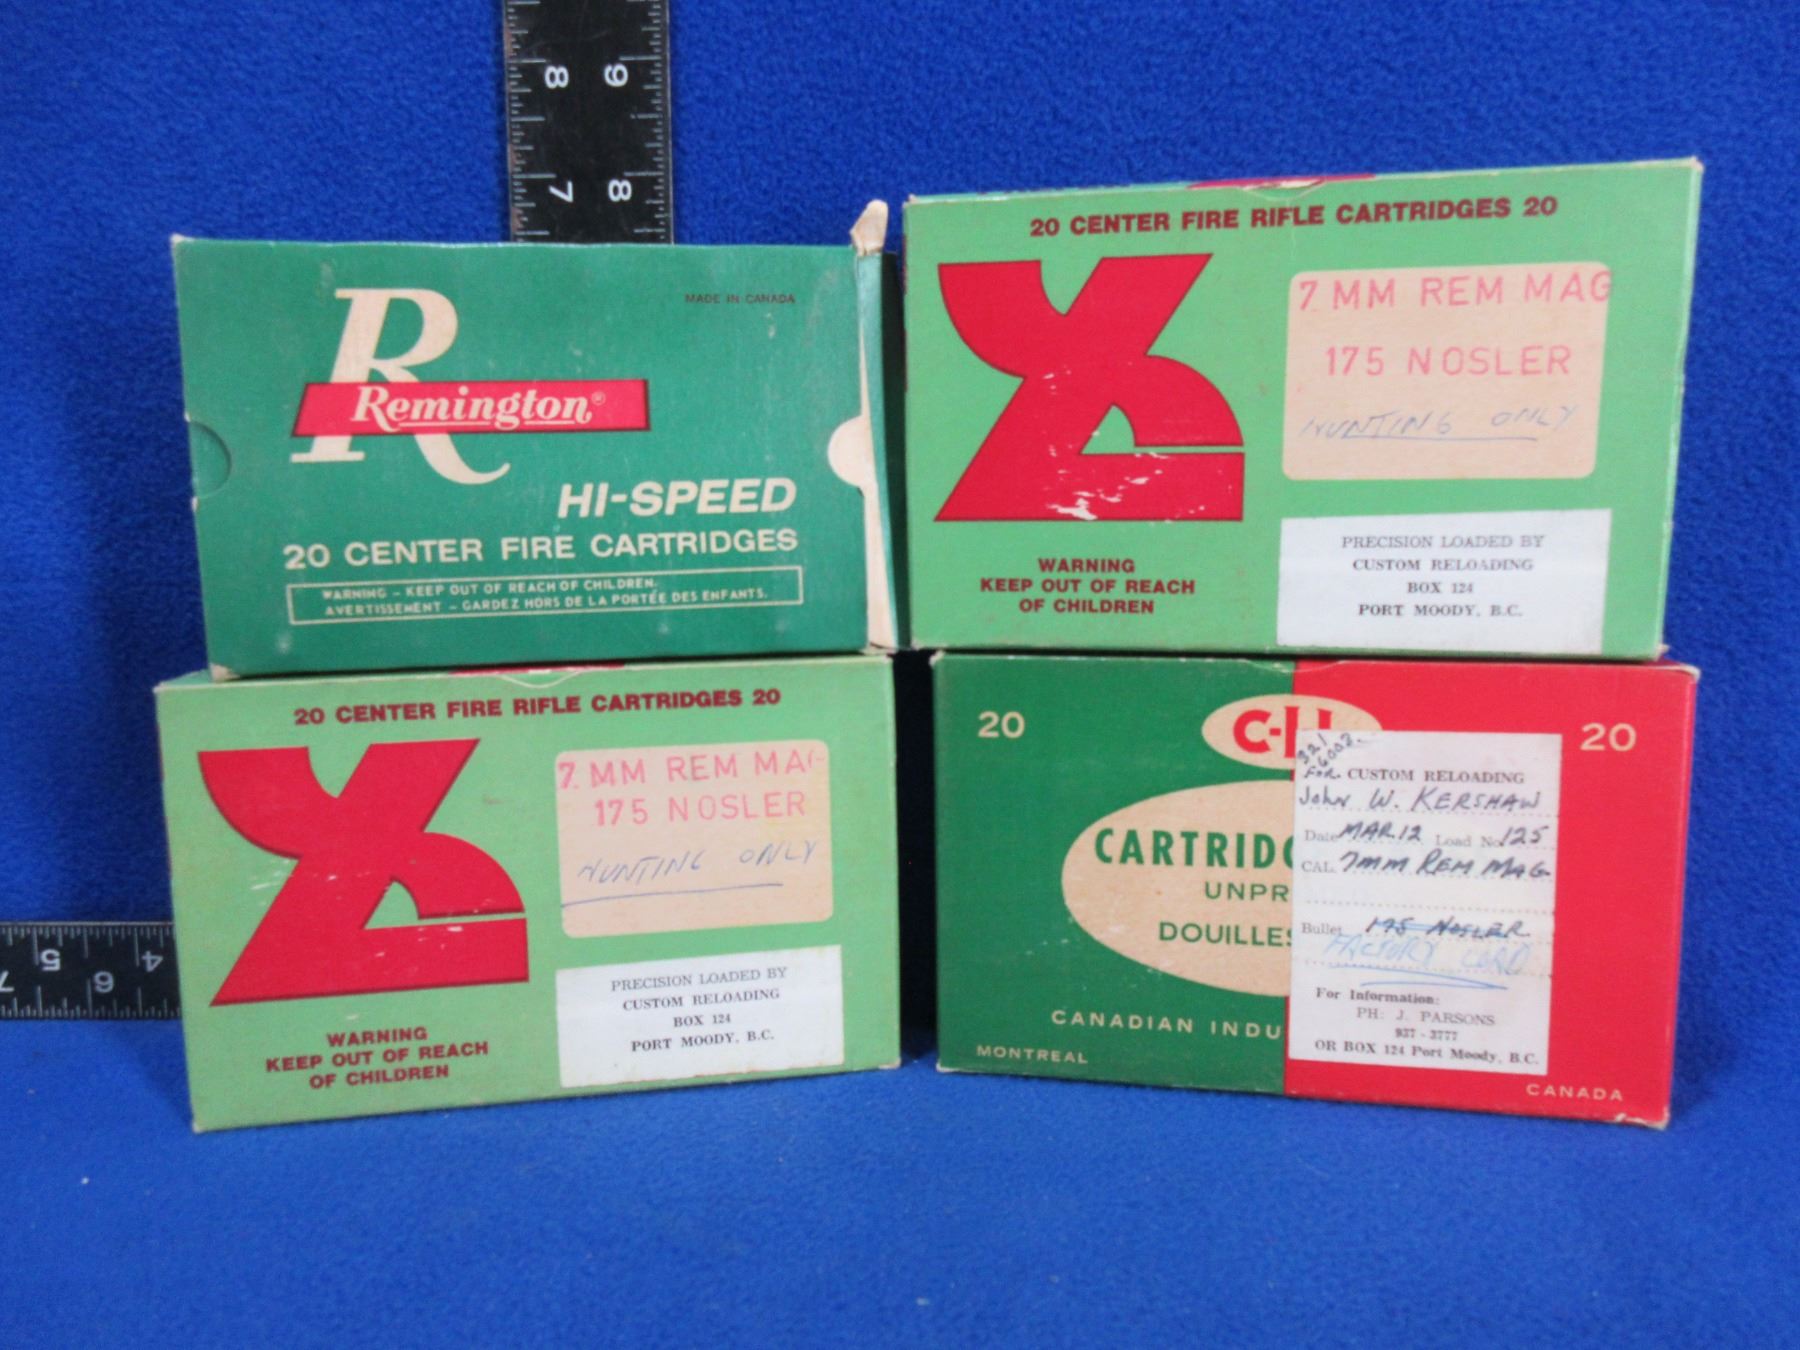 8 9
7 8
R
Remington®
MADE IN CANADA
HI-SPEED
20 CENTER FIRE CARTRIDGES
WARNING – KEEP OUT OF REACH OF CHILDREN.
AVERTISSEMENT – GARDEZ HORS DE LA PORTÉE DES ENFANTS.
20 CENTER FIRE RIFLE CARTRIDGES 20
7 MM REM MAG
175 NOSLER
HUNTING ONLY
WARNING
KEEP OUT OF REACH
OF CHILDREN
PRECISION LOADED BY
CUSTOM RELOADING
BOX 124
PORT MOODY, B.C.
20 CENTER FIRE RIFLE CARTRIDGES 20
7 MM REM MA
175 NOSLER
HUNTING ONLY
WARNING
KEEP OUT OF REACH
OF CHILDREN
PRECISION LOADED BY
CUSTOM RELOADING
BOX 124
PORT MOODY, B.C.
20 C-I 20
CARTRIDG
UNPR
DOUILLES
CANADIAN INDU
MONTREAL
CANADA
For. CUSTOM RELOADING
John W. KERSHAW
Date MAR.12 Load No. 125
CAL. 7mm REM MAG
Bullet 175 NOSLER
FACTORY LOAD
For Information:
PH: J. PARSONS
937 - 3777
OR BOX 124 Port Moody, B.C.
7 5 6 4